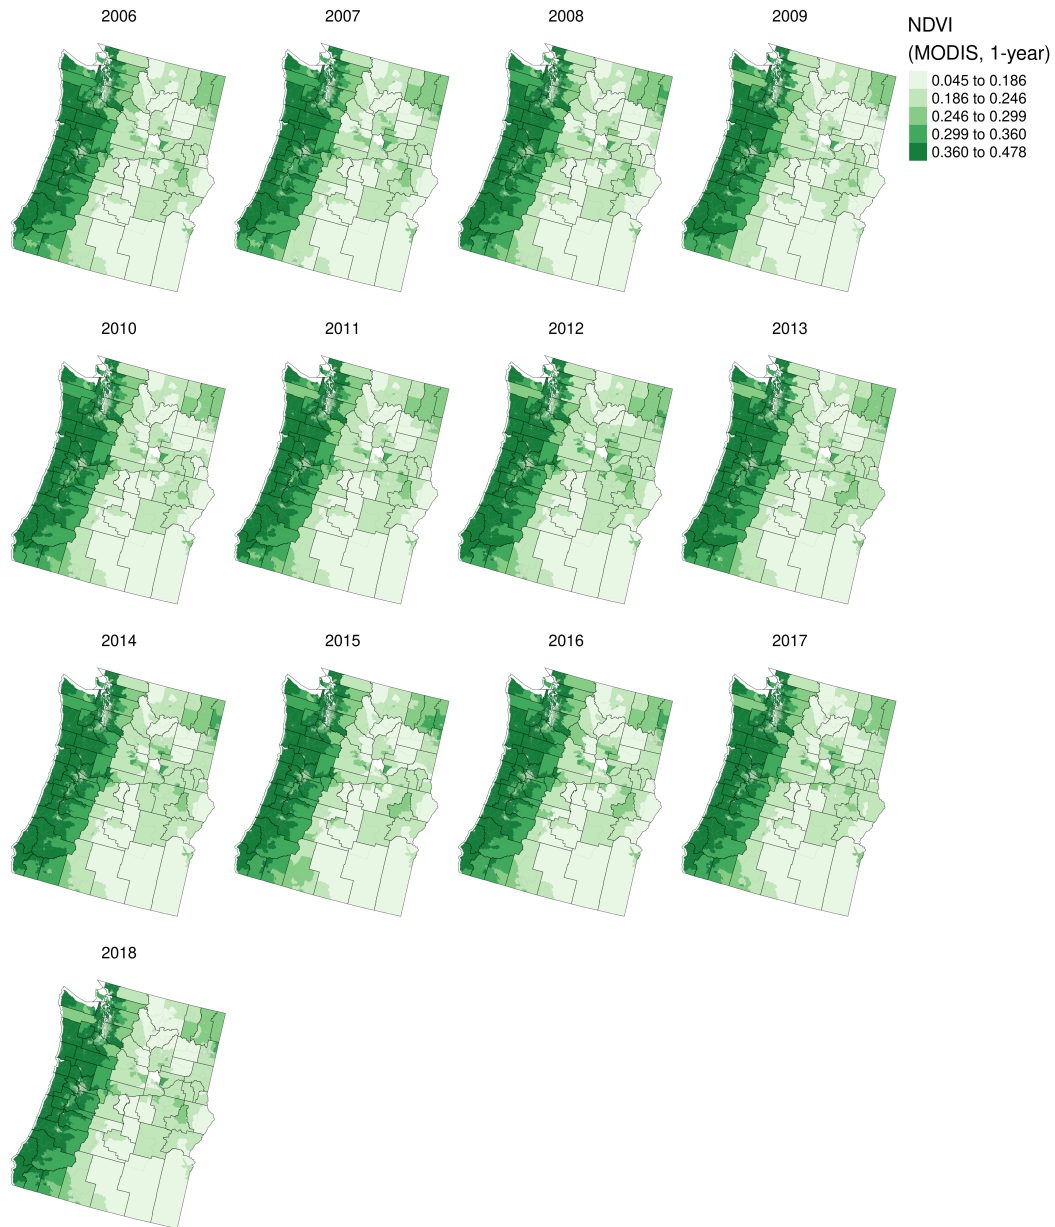 2006
2007
2008
2009
NDVI
(MODIS, 1-year)
0.045 to 0.186
0.186 to 0.246
0.246 to 0.299
0.299 to 0.360
0.360 to 0.478
2010
2011
2012
2013
2014
2015
2016
2017
2018